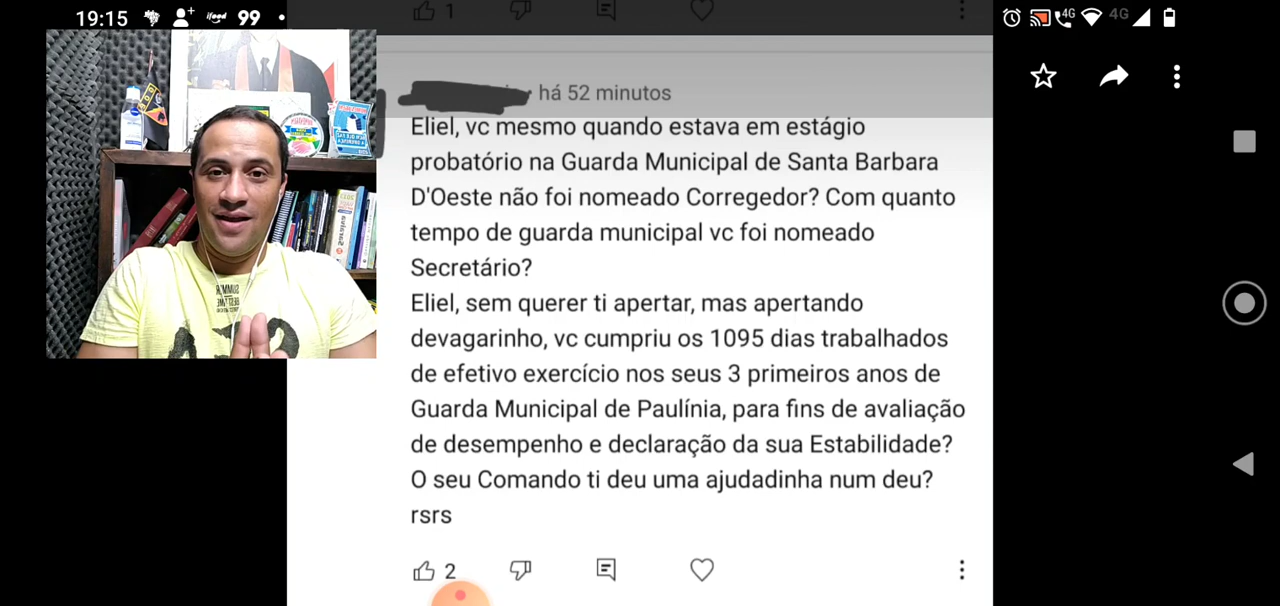 19:15
ifood
99
4G
4G
1
há 52 minutos
Eliel, vc mesmo quando estava em estágio
probatório na Guarda Municipal de Santa Barbara
D'Oeste não foi nomeado Corregedor? Com quanto
tempo de guarda municipal vc foi nomeado
Secretário?
Eliel, sem querer ti apertar, mas apertando
devagarinho, vc cumpriu os 1095 dias trabalhados
de efetivo exercício nos seus 3 primeiros anos de
Guarda Municipal de Paulínia, para fins de avaliação
de desempenho e declaração da sua Estabilidade?
O seu Comando ti deu uma ajudadinha num deu?
rsrs
2